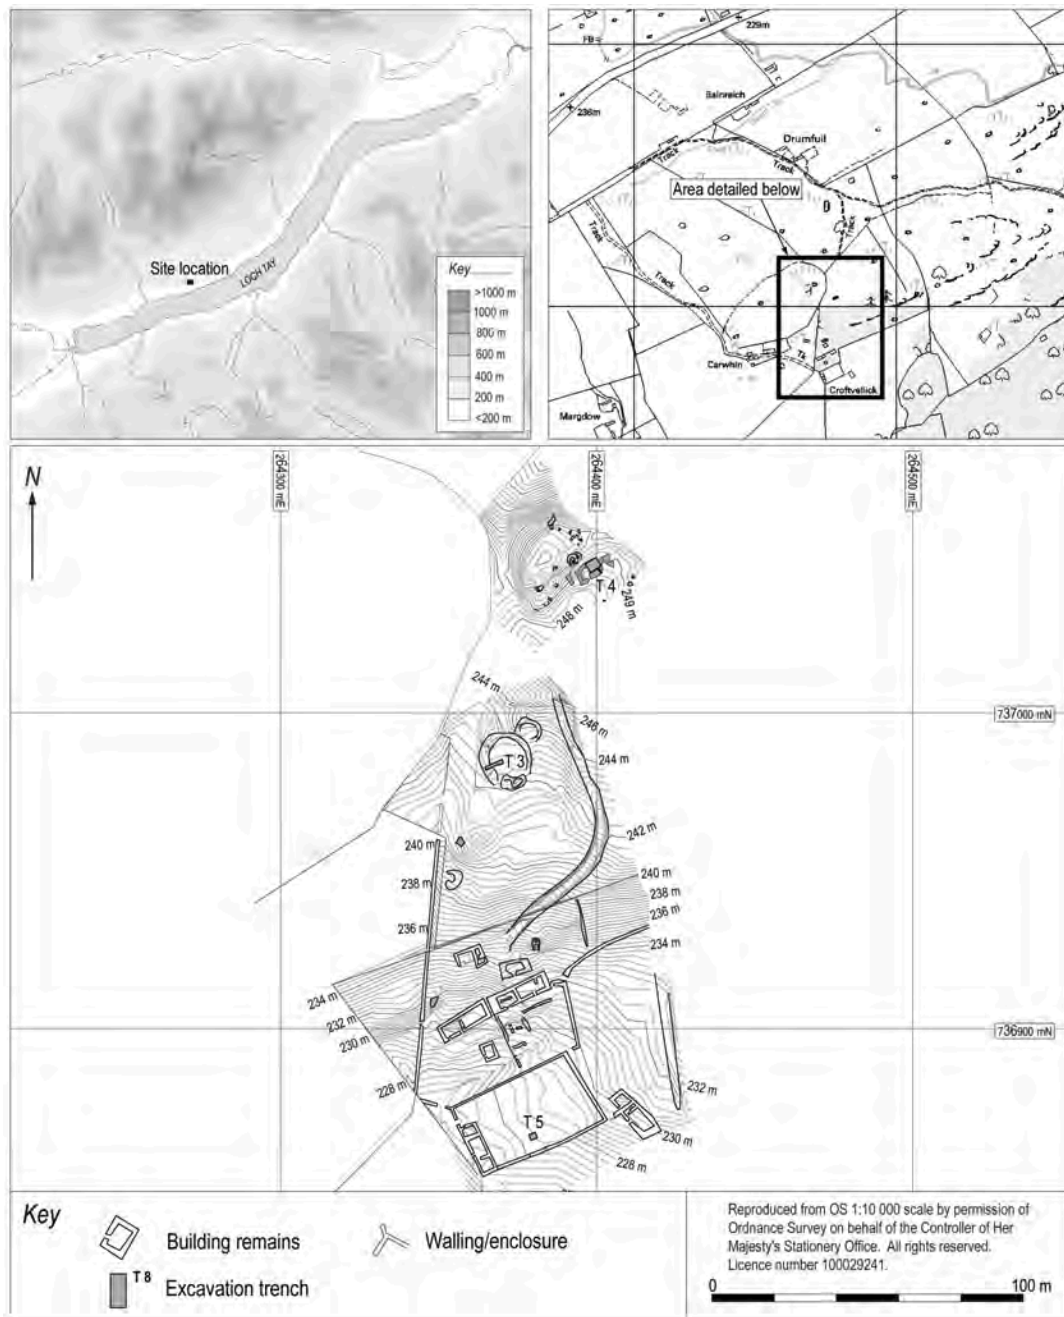 Site location
LOCH TAY
Key
>1000 m
1000 m
800 m
600 m
400 m
200 m
<200 m
229m
FB
236m
Balnreich
Drumfuil
Track
Track
Area detailed below
Track
Track
Track
Tk
Carwhin
Croftvellick
Margdow
N
264300 mE
264400 mE
264500 mE
T 4
249 m
248 m
244 m
737000 mN
246 m
T 3
244 m
242 m
240 m
240 m
238 m
238 m
236 m
236 m
234 m
234 m
232 m
230 m
736900 mN
228 m
232 m
T 5
230 m
228 m
Key
Building remains
Walling/enclosure
T 8
Excavation trench
Reproduced from OS 1:10 000 scale by permission of
Ordnance Survey on behalf of the Controller of Her
Majesty's Stationery Office. All rights reserved.
Licence number 100029241.
0
100 m